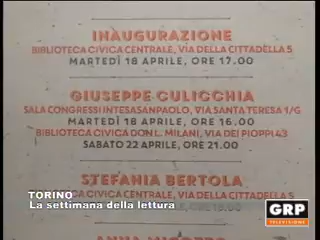 INAUGURAZIONE
BIBLIOTECA CIVICA CENTRALE, VIA DELLA CITTADELLA 5
MARTEDÌ 18 APRILE, ORE 17.00
GIUSEPPE CULICCHIA
SALA CONGRESSI INTESASANPAOLO, VIA SANTA TERESA 1/G
MARTEDÌ 18 APRILE, ORE 16.00
BIBLIOTECA CIVICA DON L. MILANI, VIA DEI PIOPPI 43
SABATO 22 APRILE, ORE 21.00
STEFANIA BERTOLA
CIVICA CENTRALE, VIA DELLA CITTADELLA 5
TORINO
La settimana della lettura
GRP
TELEVISIONE